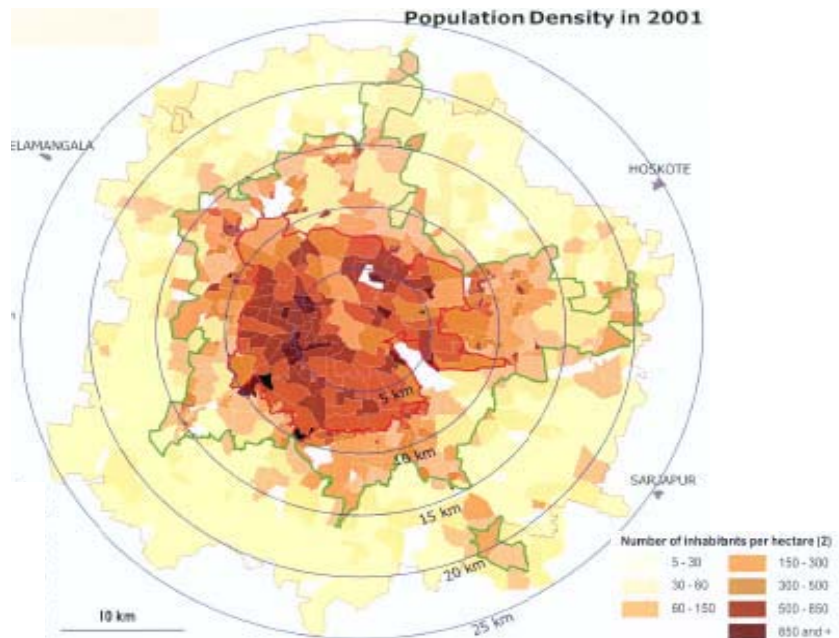 Population Density in 2001
ELAMANGALA
HOSKOTE
5 km
10 km
15 km
SARJAPUR
20 km
25 km
10 km
Number of inhabitants per hectare (2)
5 - 30
30 - 60
60 - 150
150 - 300
300 - 500
500 - 850
850 and +